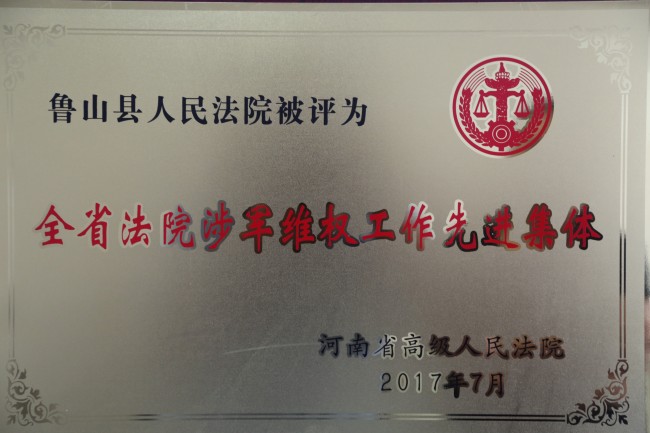 鲁山县人民法院被评为
全省法院涉军维权工作先进集体
河南省高级人民法院
2017年7月